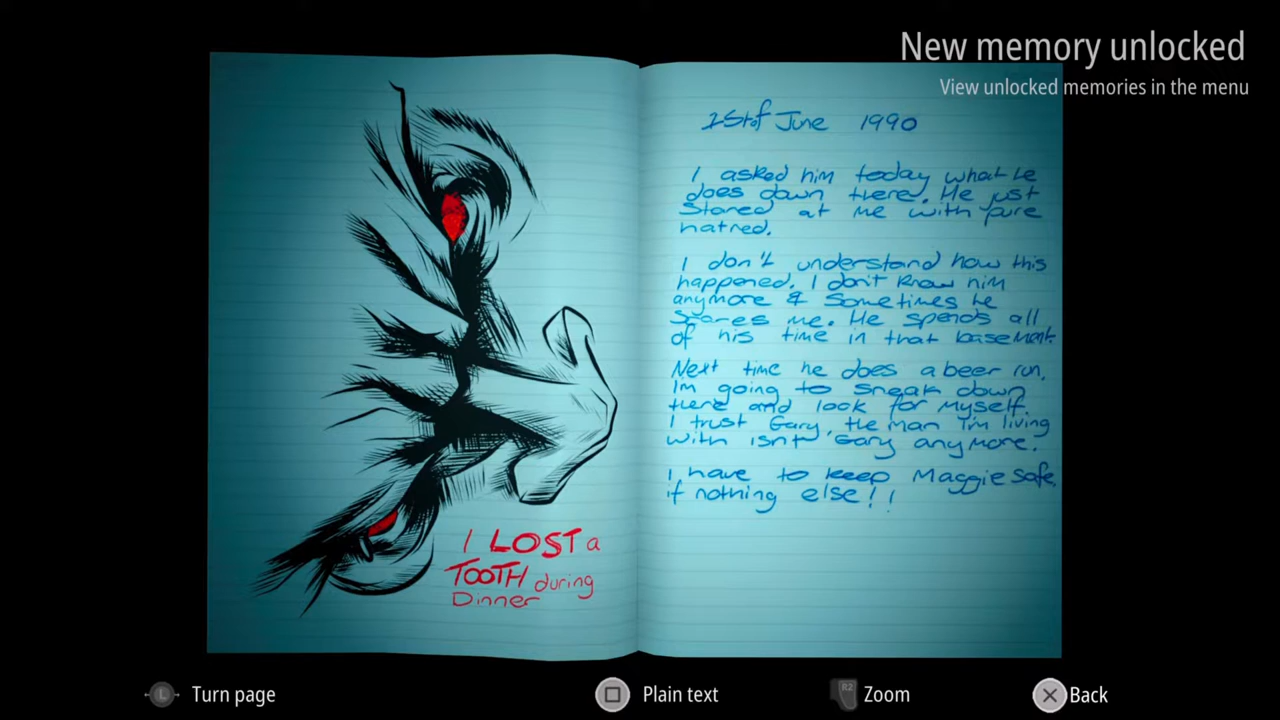 New memory unlocked
View unlocked memories in the menu
1st of June 1990
I asked him today what he
does down there. He just
Stared at me with pure
hatred.
I don't understand how this
happened. I don't know him
anymore & Sometimes he
Scares me. He spends all
of his time in that basement.
Next time he does a beer run,
I'm going to sneak down
there and look for myself.
I trust Gary, the man I'm living
with isn't Gary anymore.
I have to keep Maggie safe,
if nothing else!!
I LOST a
TOOTH during
Dinner
L
Turn page
Plain text
R2
Zoom
Back